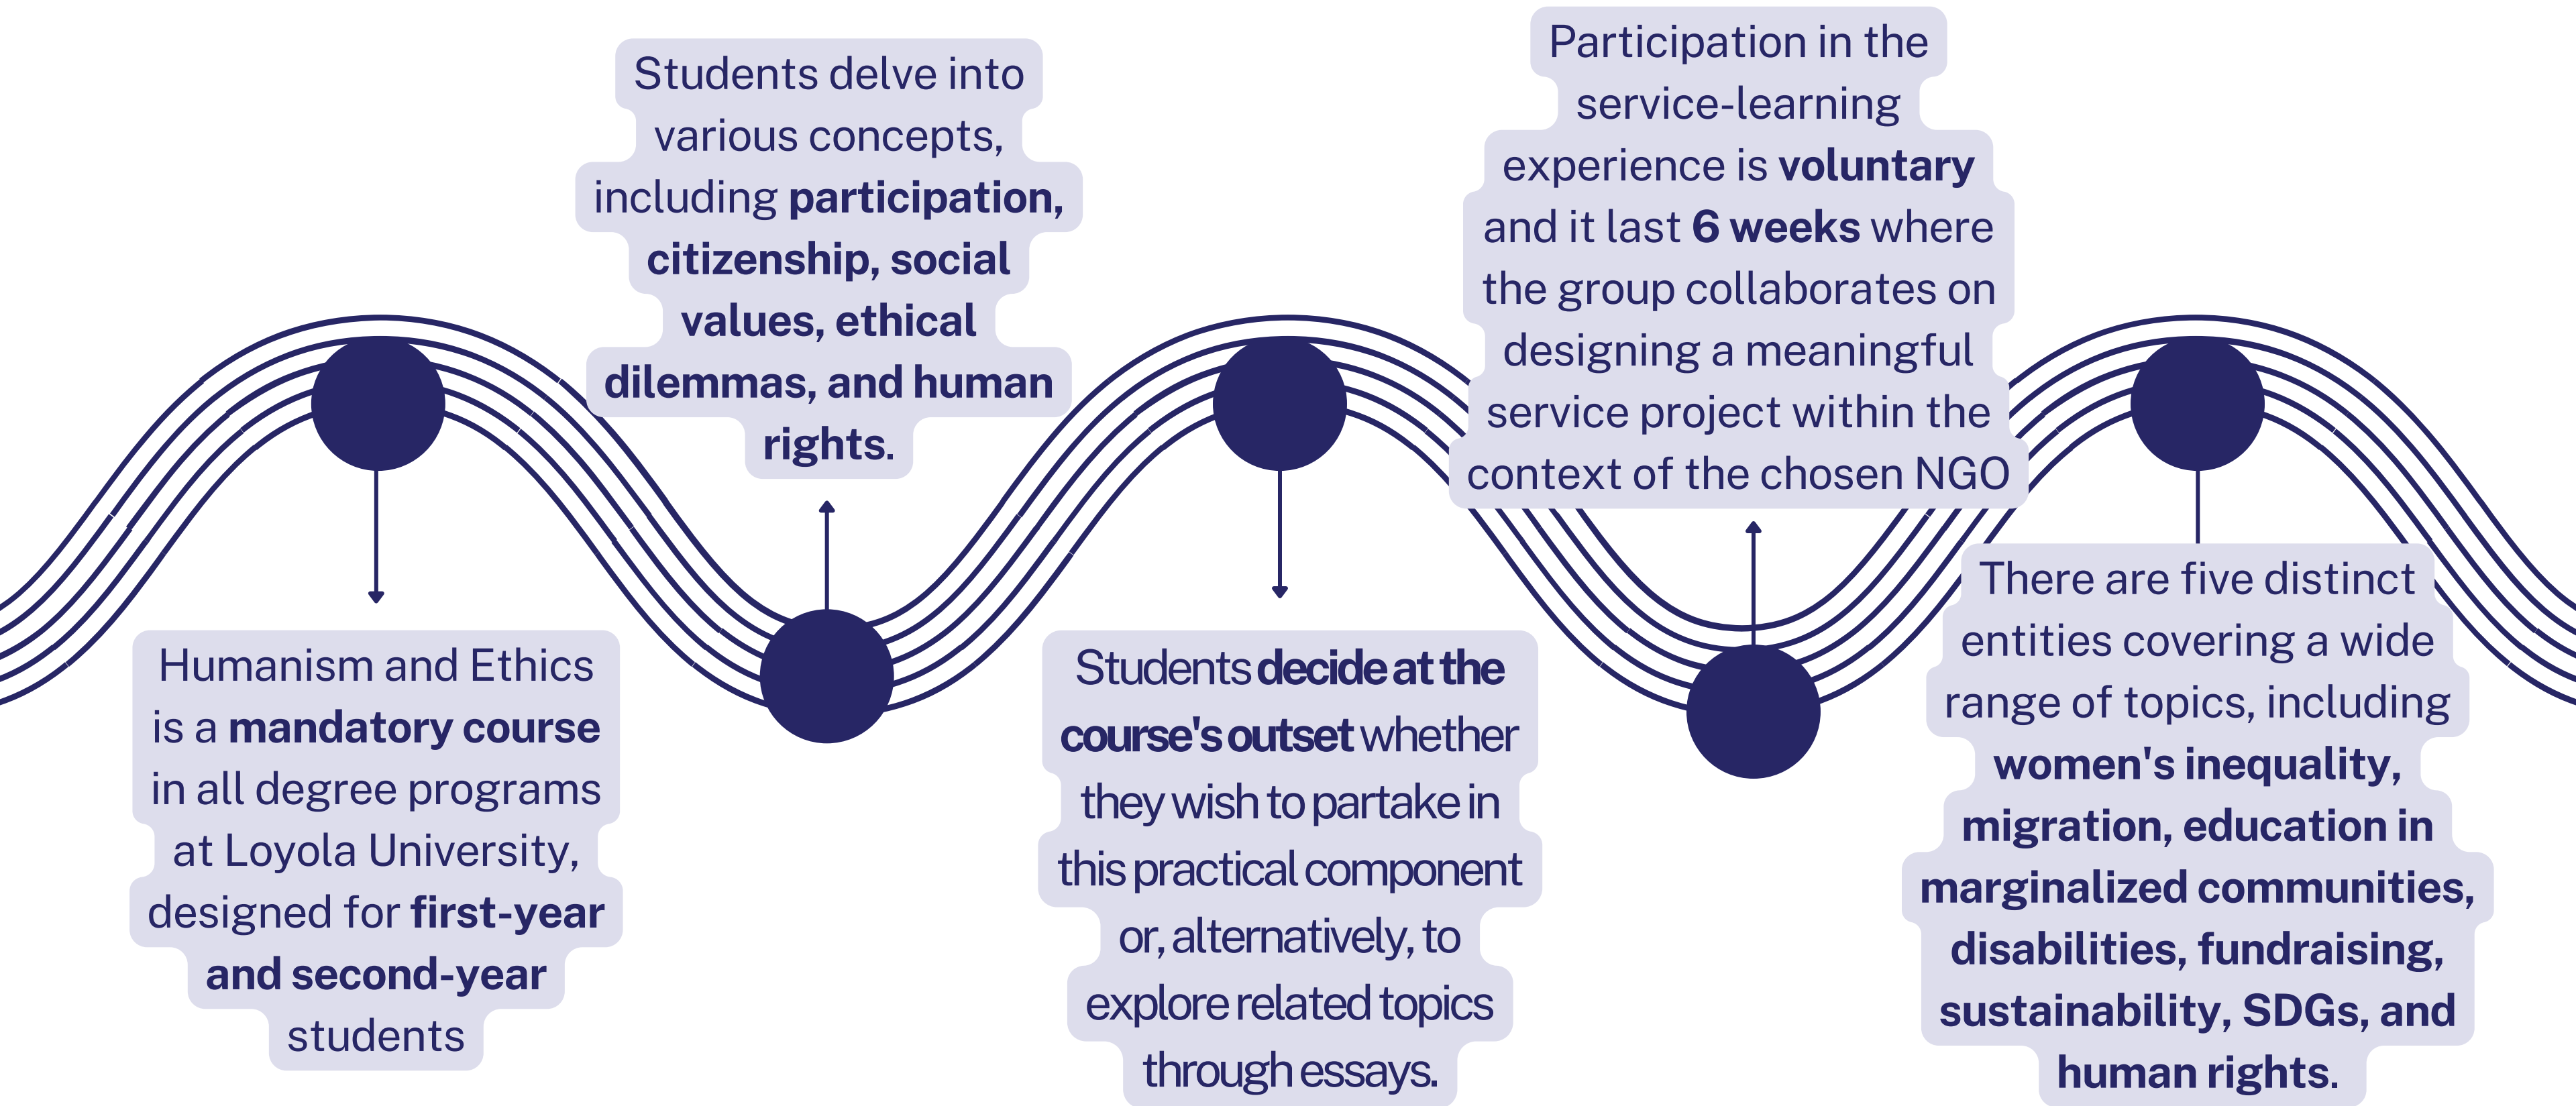 Humanism and Ethics
is a mandatory course
in all degree programs
at Loyola University,
designed for first-year
and second-year
students
Students delve into
various concepts,
including participation,
citizenship, social
values, ethical
dilemmas, and human
rights.
Students decide at the
course's outset whether
they wish to partake in
this practical component
or, alternatively, to
explore related topics
through essays.
Participation in the
service-learning
experience is voluntary
and it last 6 weeks where
the group collaborates on
designing a meaningful
service project within the
context of the chosen NGO
There are five distinct
entities covering a wide
range of topics, including
women's inequality,
migration, education in
marginalized communities,
disabilities, fundraising,
sustainability, SDGs, and
human rights.